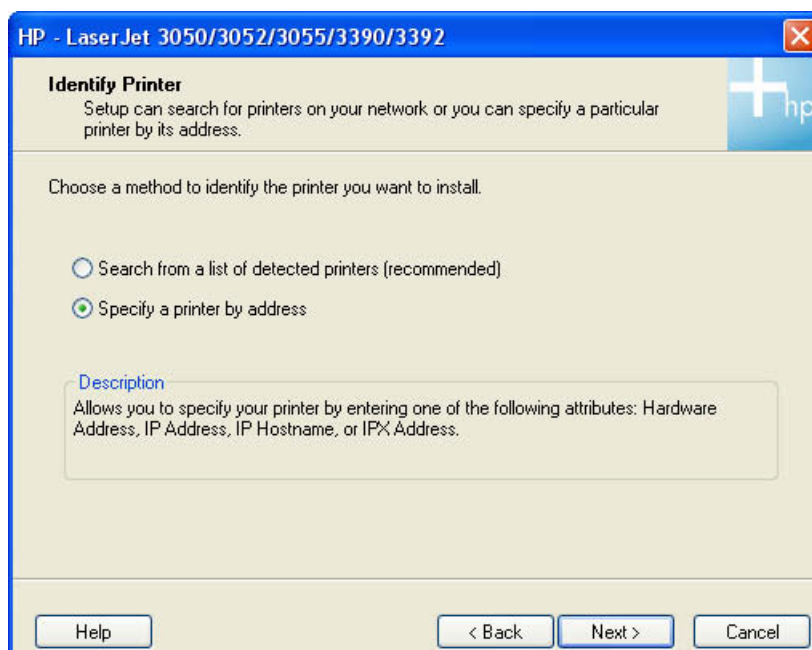 HP - LaserJet 3050/3052/3055/3390/3392
Identify Printer
Setup can search for printers on your network or you can specify a particular
printer by its address.
hp
Choose a method to identify the printer you want to install.
Search from a list of detected printers (recommended)
Specify a printer by address
Description
Allows you to specify your printer by entering one of the following attributes: Hardware
Address, IP Address, IP Hostname, or IPX Address.
Help
< Back
Next >
Cancel